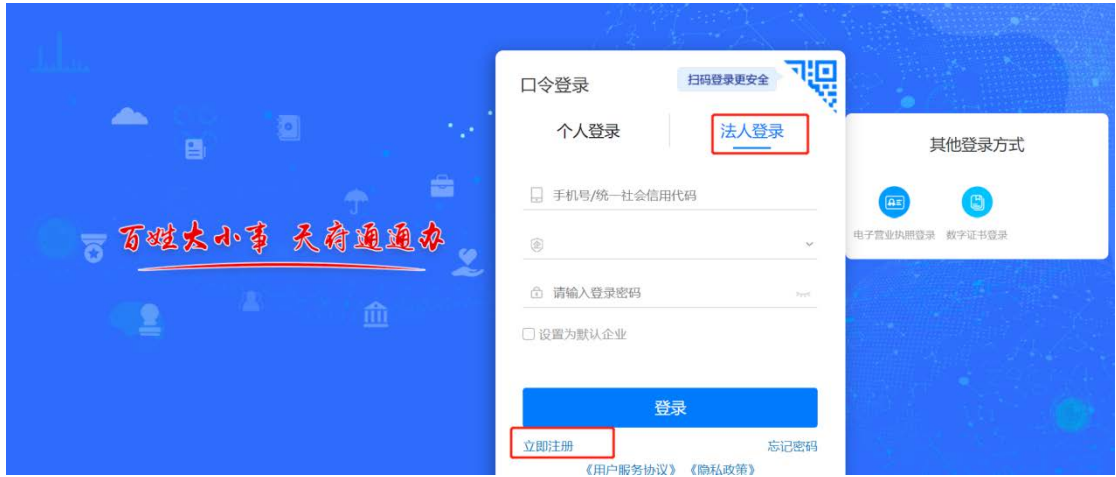 口令登录
扫码登录更安全
个人登录
法人登录
其他登录方式
手机号/统一社会信用代码
电子营业执照登录
数字证书登录
百姓大小事 天府通通办
请输入登录密码
设置为默认企业
登录
立即注册
忘记密码
《用户服务协议》 《隐私政策》